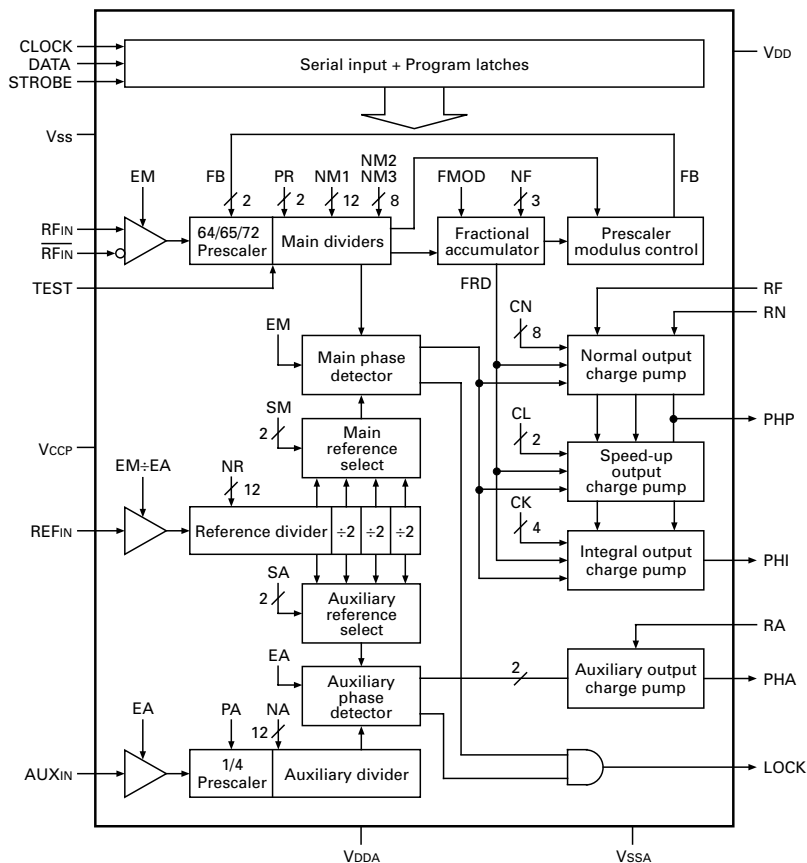 CLOCK
DATA
STROBE
Serial input + Program latches
VDD
Vss
EM
FB
2
PR
2
NM1
12
NM2
NM3
8
FMOD
NF
3
FB
RFIN
RFIN
64/65/72
Prescaler
Main dividers
Fractional
accumulator
Prescaler
modulus control
TEST
FRD
RF
RN
EM
Main phase
detector
CN
8
Normal output
charge pump
SM
2
Main
reference
select
CL
2
Speed-up
output
charge pump
PHP
VCCP
EM÷EA
NR
12
REFIN
Reference divider
÷2
÷2
÷2
CK
4
Integral output
charge pump
PHI
SA
2
Auxiliary
reference
select
RA
EA
Auxiliary
phase
detector
2
Auxiliary output
charge pump
PHA
EA
PA
NA
12
AUXIN
1/4
Prescaler
Auxiliary divider
LOCK
VDDA
VSSA